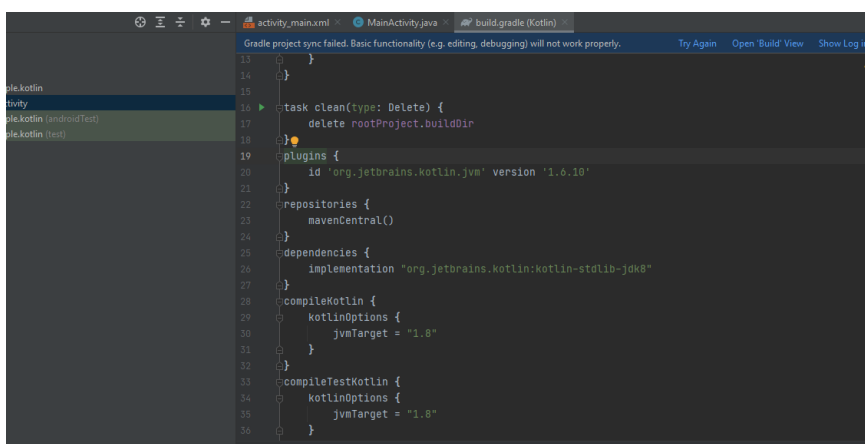 activity_main.xml MainActivity.java build.gradle (Kotlin)
Gradle project sync failed. Basic functionality (e.g. editing, debugging) will not work properly. Try Again Open 'Build' View Show Log i
ple.kotlin
tivity
ple.kotlin (androidTest)
ple.kotlin (test)
13 }
14 }
15
16 task clean(type: Delete) {
17 delete rootProject.buildDir
18 }
19 plugins {
20 id 'org.jetbrains.kotlin.jvm' version '1.6.10'
21 }
22 repositories {
23 mavenCentral()
24 }
25 dependencies {
26 implementation "org.jetbrains.kotlin:kotlin-stdlib-jdk8"
27 }
28 compileKotlin {
29 kotlinOptions {
30 jvmTarget = "1.8"
31 }
32 }
33 compileTestKotlin {
34 kotlinOptions {
35 jvmTarget = "1.8"
36 }